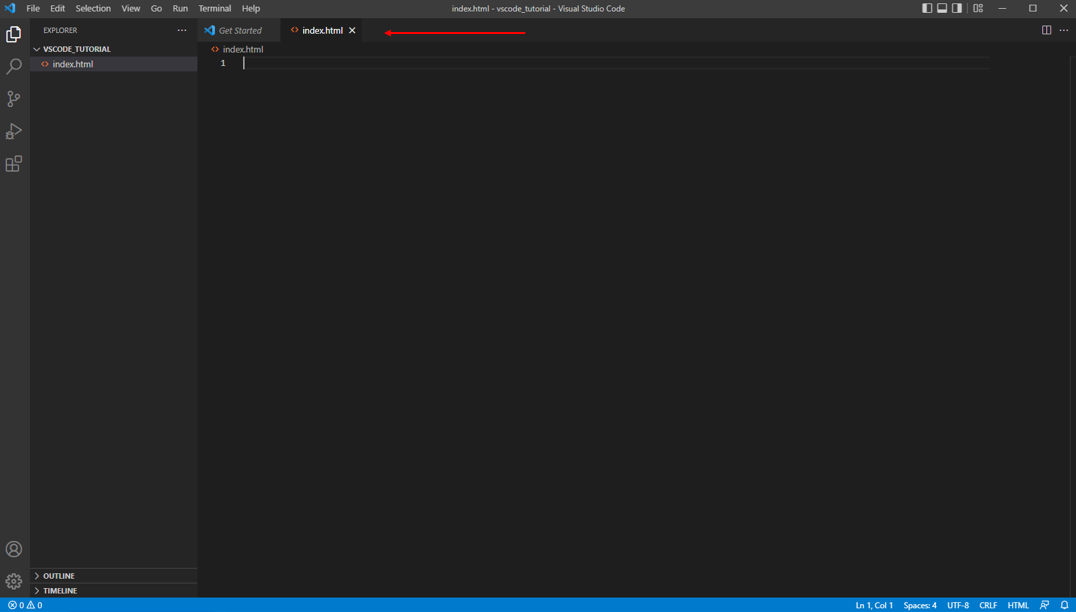 File Edit Selection View Go Run Terminal Help
index.html - vscode_tutorial - Visual Studio Code
EXPLORER
Get Started
index.html
VSCODE_TUTORIAL
index.html
index.html
1
OUTLINE
TIMELINE
0 0
Ln 1, Col 1 Spaces: 4 UTF-8 CRLF HTML